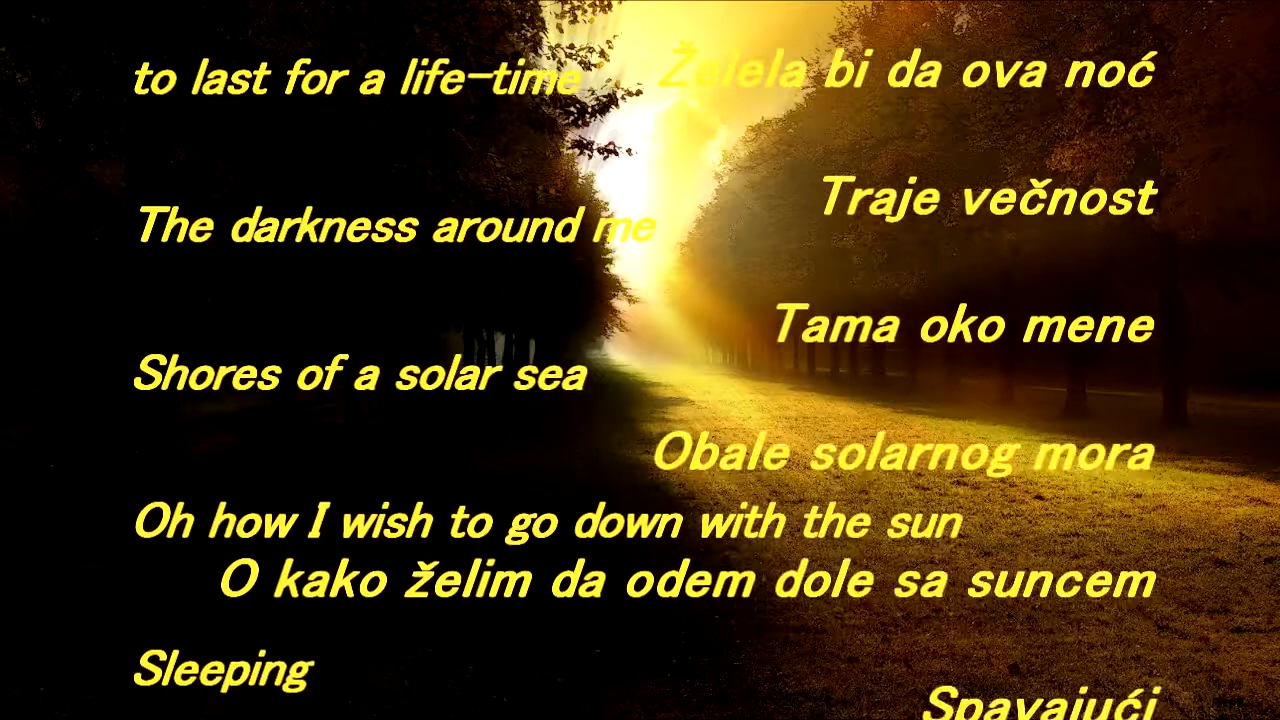 to last for a life-time
Želela bi da ova noć
Traje večnost
The darkness around me
Tama oko mene
Shores of a solar sea
Obale solarnog mora
Oh how I wish to go down with the sun
O kako želim da odem dole sa suncem
Sleeping
Spavajući